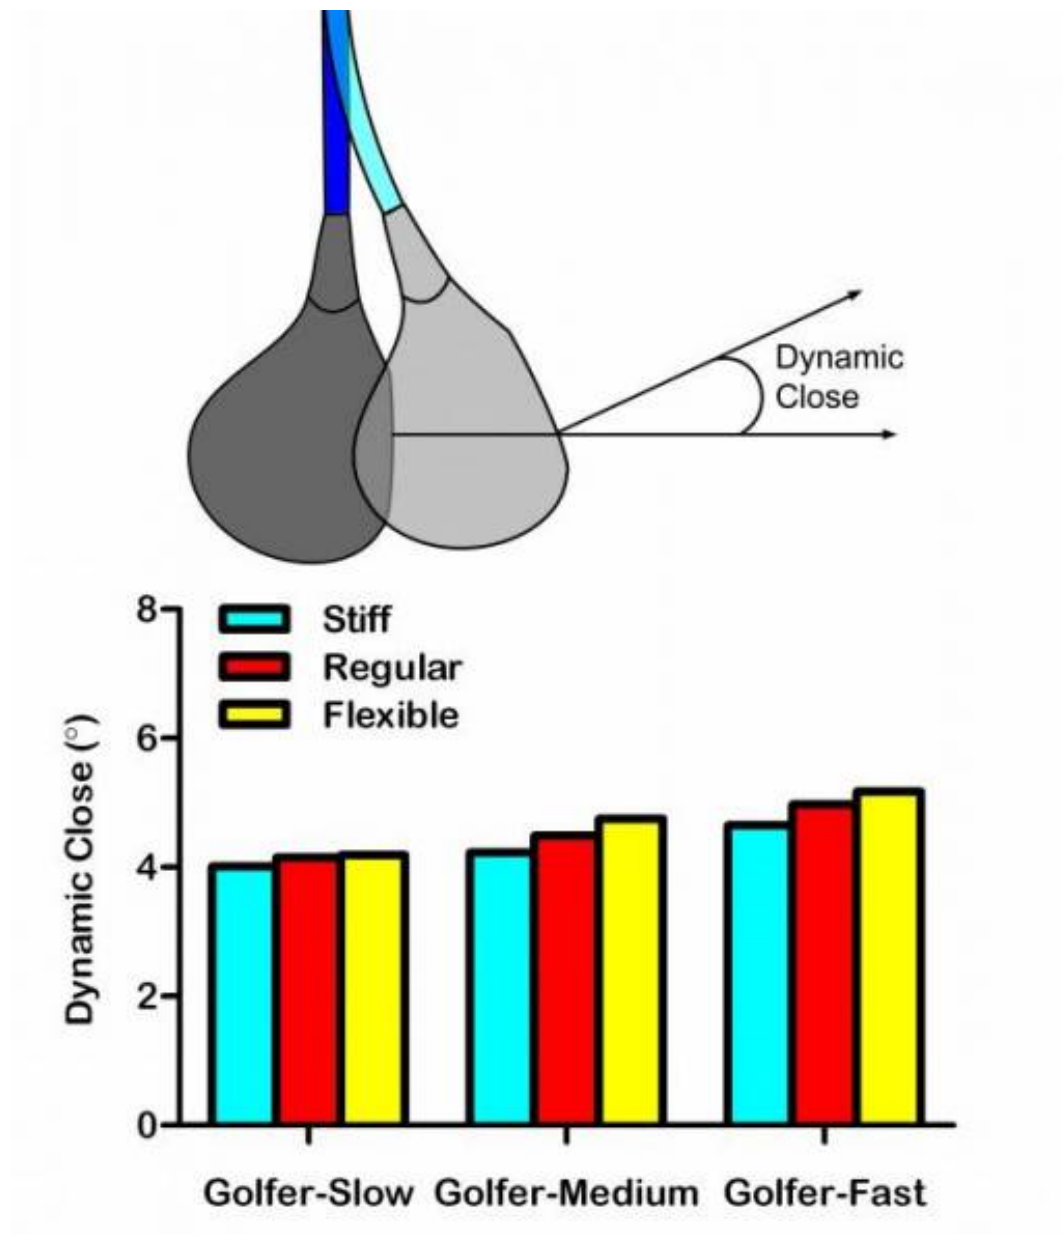 Dynamic
Close
8
Stiff
Regular
Flexible
6
4
2
0
Dynamic Close (°)
Golfer-Slow Golfer-Medium Golfer-Fast